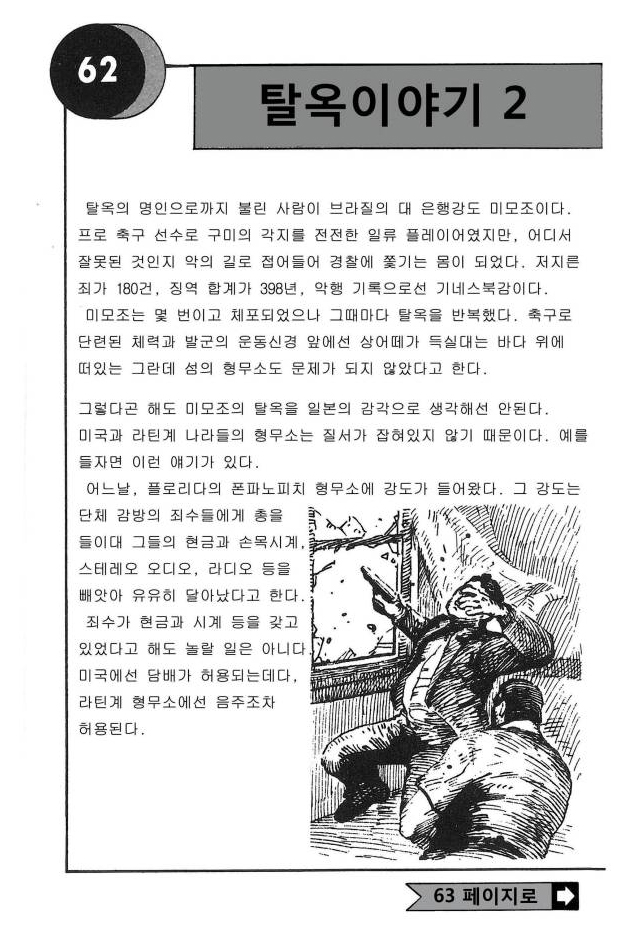 62
탈옥이야기 2
탈옥의 명인으로까지 불린 사람이 브라질의 대 은행강도 미모조이다.
프로 축구 선수로 구미의 각지를 전전한 일류 플레이어였지만, 어디서
잘못된 것인지 악의 길로 접어들어 경찰에 쫓기는 몸이 되었다. 저지른
죄가 180건, 징역 합계가 398년, 악행 기록으로선 기네스북감이다.
미모조는 몇 번이고 체포되었으나 그때마다 탈옥을 반복했다. 축구로
단련된 체력과 발군의 운동신경 앞에선 상어떼가 득실대는 바다 위에
떠있는 그란데 섬의 형무소도 문제가 되지 않았다고 한다.
그렇다곤 해도 미모조의 탈옥을 일본의 감각으로 생각해선 안된다.
미국과 라틴계 나라들의 형무소는 질서가 잡혀있지 않기 때문이다. 예를
들자면 이런 얘기가 있다.
어느날, 플로리다의 폰파노피치 형무소에 강도가 들어왔다. 그 강도는
단체 감방의 죄수들에게 총을
들이대 그들의 현금과 손목시계,
스테레오 오디오, 라디오 등을
빼앗아 유유히 달아났다고 한다.
죄수가 현금과 시계 등을 갖고
있었다고 해도 놀랄 일은 아니다.
미국에선 담배가 허용되는데다,
라틴계 형무소에선 음주조차
허용된다.
63 페이지로